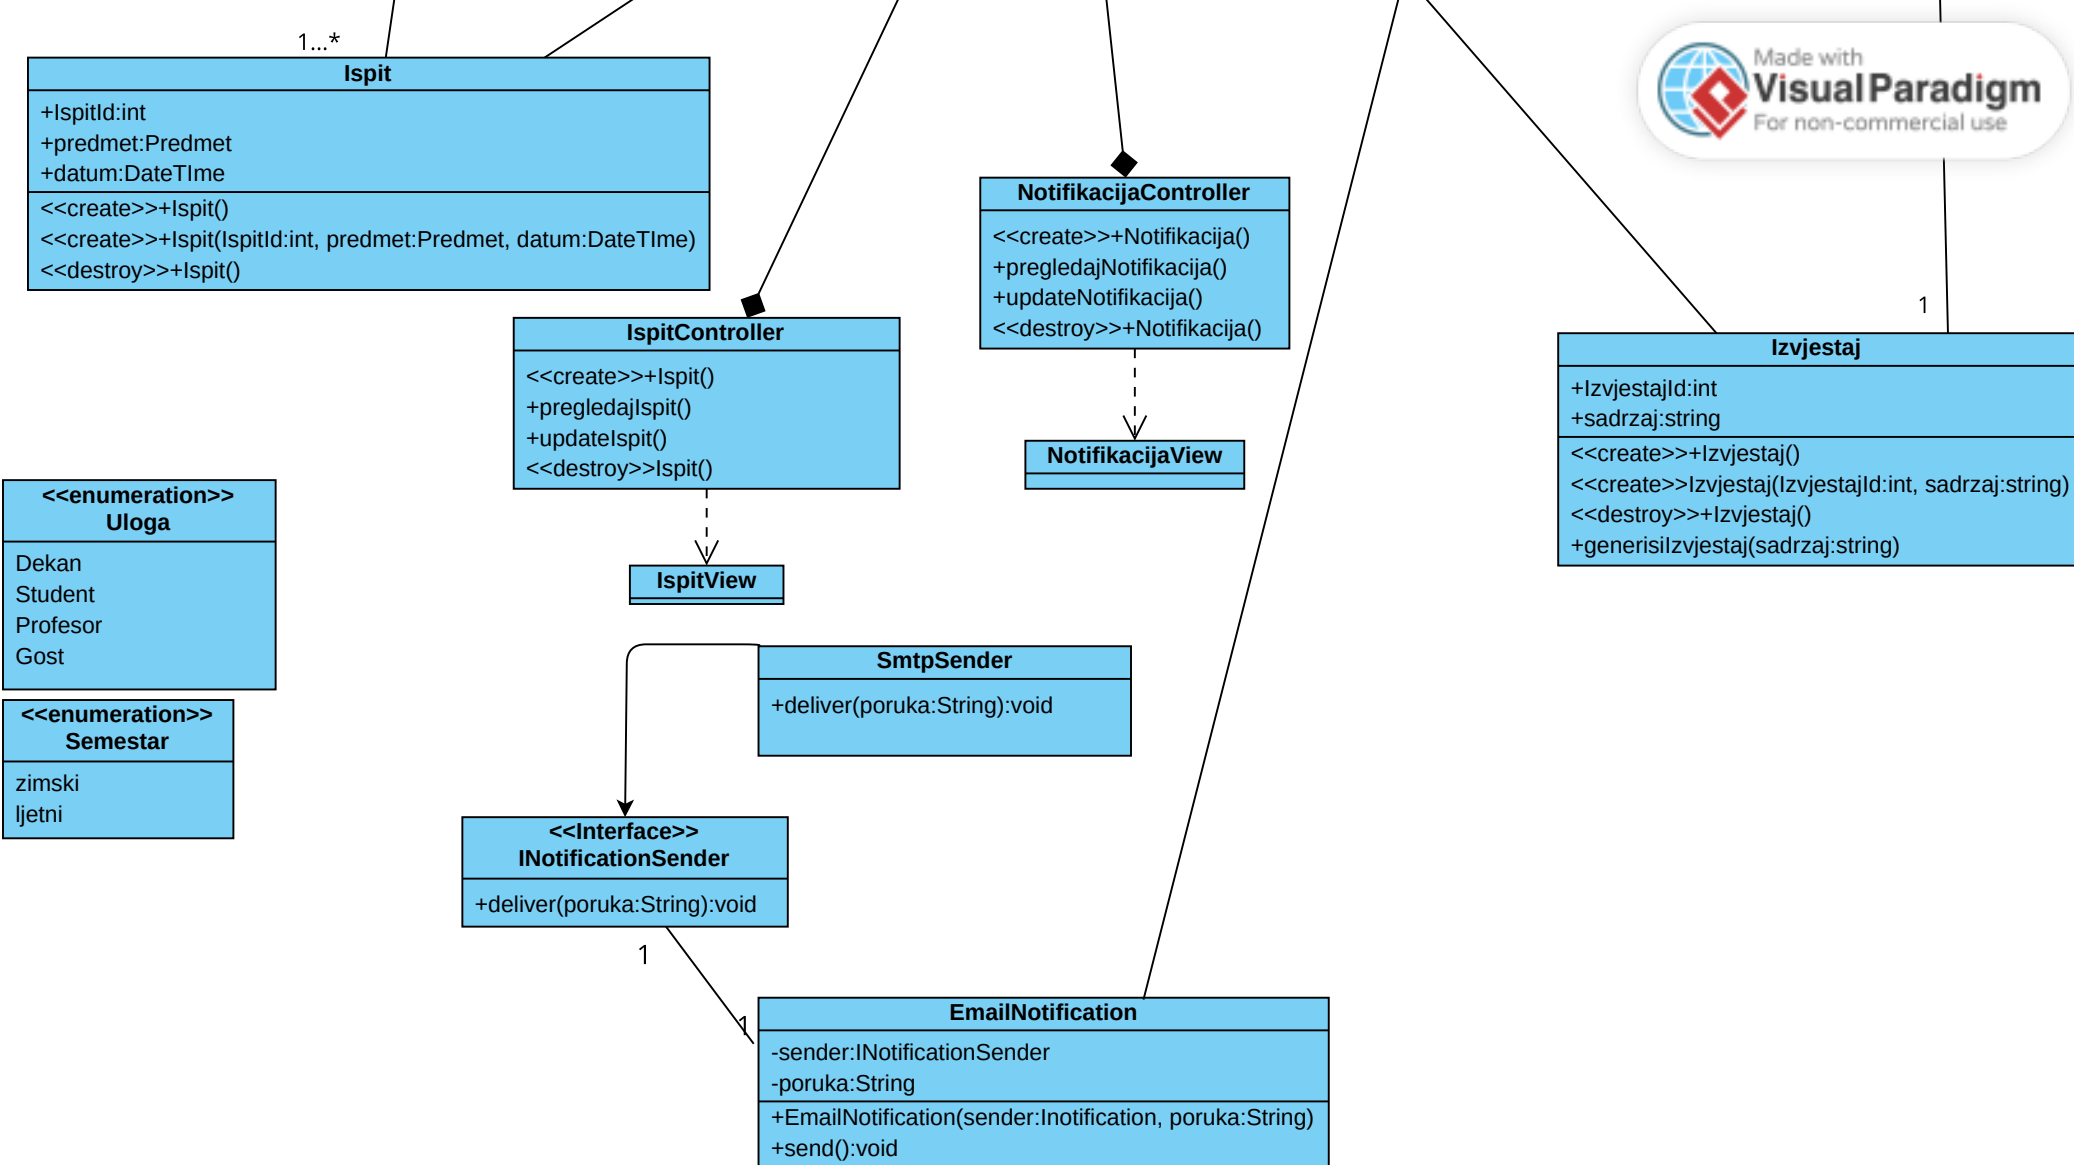 1...*
Ispit
+IspitId:int
+predmet:Predmet
+datum:DateTIme
<<create>>+Ispit()
<<create>>+Ispit(IspitId:int, predmet:Predmet, datum:DateTIme)
<<destroy>>+Ispit()
Made with
Visual Paradigm
For non-commercial use
NotifikacijaController
<<create>>+Notifikacija()
+pregledajNotifikacija()
+updateNotifikacija()
<<destroy>>+Notifikacija()
IspitController
<<create>>+Ispit()
+pregledajIspit()
+updateIspit()
<<destroy>>Ispit()
1
Izvjestaj
+IzvjestajId:int
+sadrzaj:string
<<create>>+Izvjestaj()
<<create>>Izvjestaj(IzvjestajId:int, sadrzaj:string)
<<destroy>>+Izvjestaj()
+generisiIzvjestaj(sadrzaj:string)
NotifikacijaView
IspitView
<<enumeration>>
Uloga
Dekan
Student
Profesor
Gost
<<enumeration>>
Semestar
zimski
ljetni
SmtpSender
+deliver(poruka:String):void
<<Interface>>
INotificationSender
+deliver(poruka:String):void
1
1
EmailNotification
-sender:INotificationSender
-poruka:String
+EmailNotification(sender:Inotification, poruka:String)
+send():void